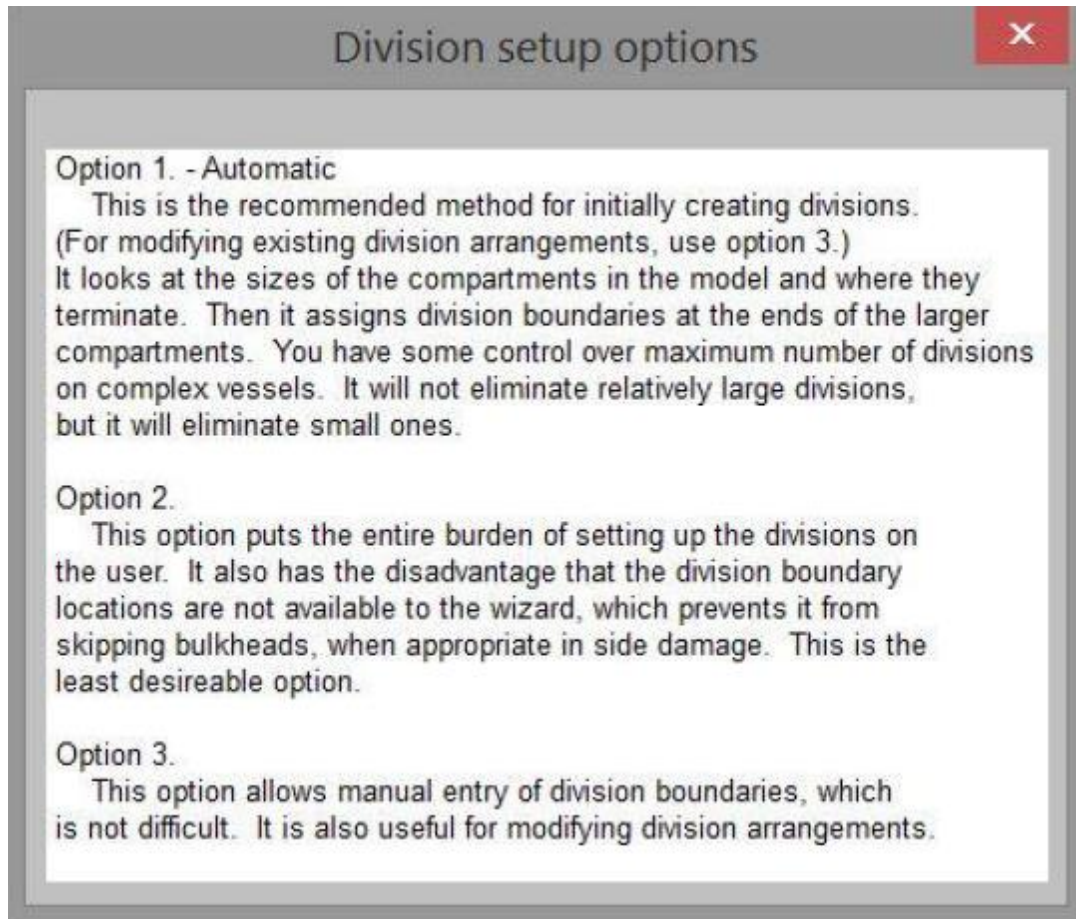 Division setup options
Option 1. - Automatic
This is the recommended method for initially creating divisions.
(For modifying existing division arrangements, use option 3.)
It looks at the sizes of the compartments in the model and where they
terminate. Then it assigns division boundaries at the ends of the larger
compartments. You have some control over maximum number of divisions
on complex vessels. It will not eliminate relatively large divisions,
but it will eliminate small ones.
Option 2.
This option puts the entire burden of setting up the divisions on
the user. It also has the disadvantage that the division boundary
locations are not available to the wizard, which prevents it from
skipping bulkheads, when appropriate in side damage. This is the
least desireable option.
Option 3.
This option allows manual entry of division boundaries, which
is not difficult. It is also useful for modifying division arrangements.